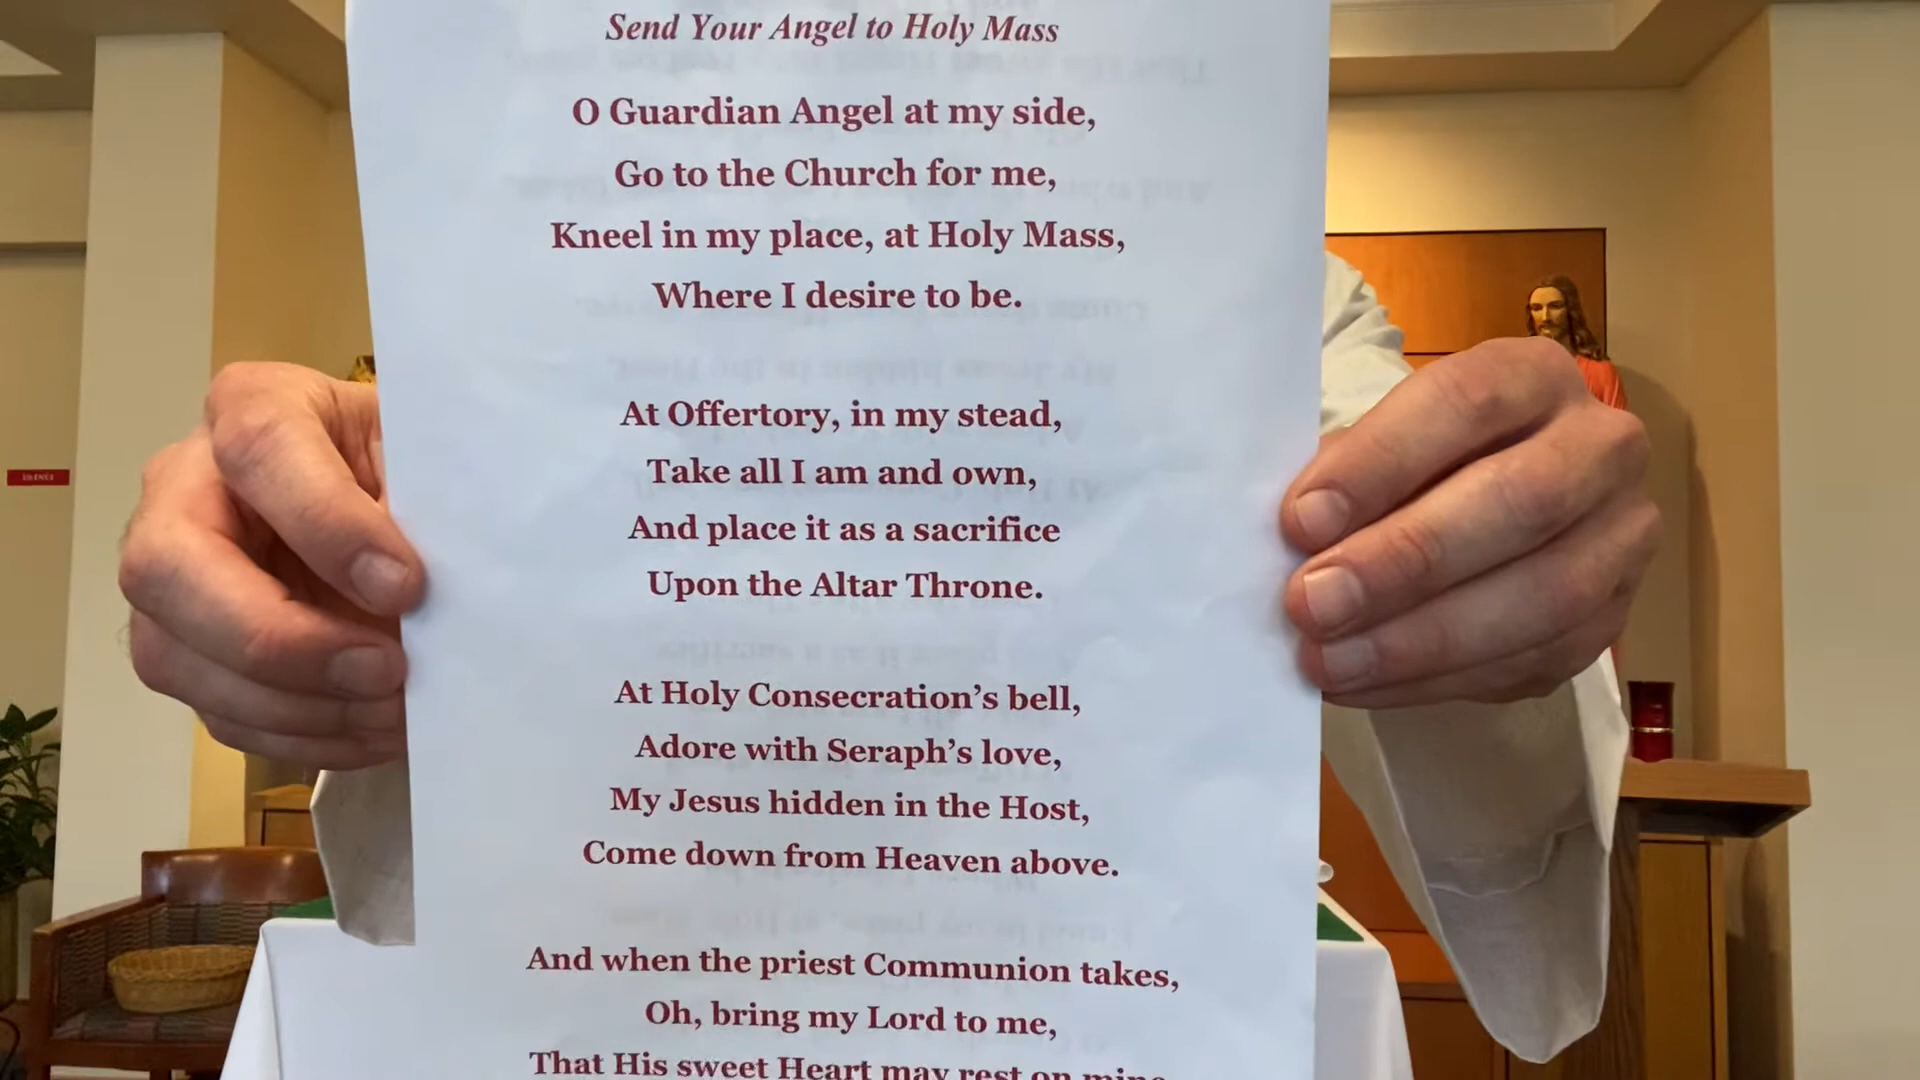 Send Your Angel to Holy Mass
O Guardian Angel at my side,
Go to the Church for me,
Kneel in my place, at Holy Mass,
Where I desire to be.
At Offertory, in my stead,
Take all I am and own,
And place it as a sacrifice
Upon the Altar Throne.
At Holy Consecration's bell,
Adore with Seraph's love,
My Jesus hidden in the Host,
Come down from Heaven above.
And when the priest Communion takes,
Oh, bring my Lord to me,
That His sweet Heart may rest on mine